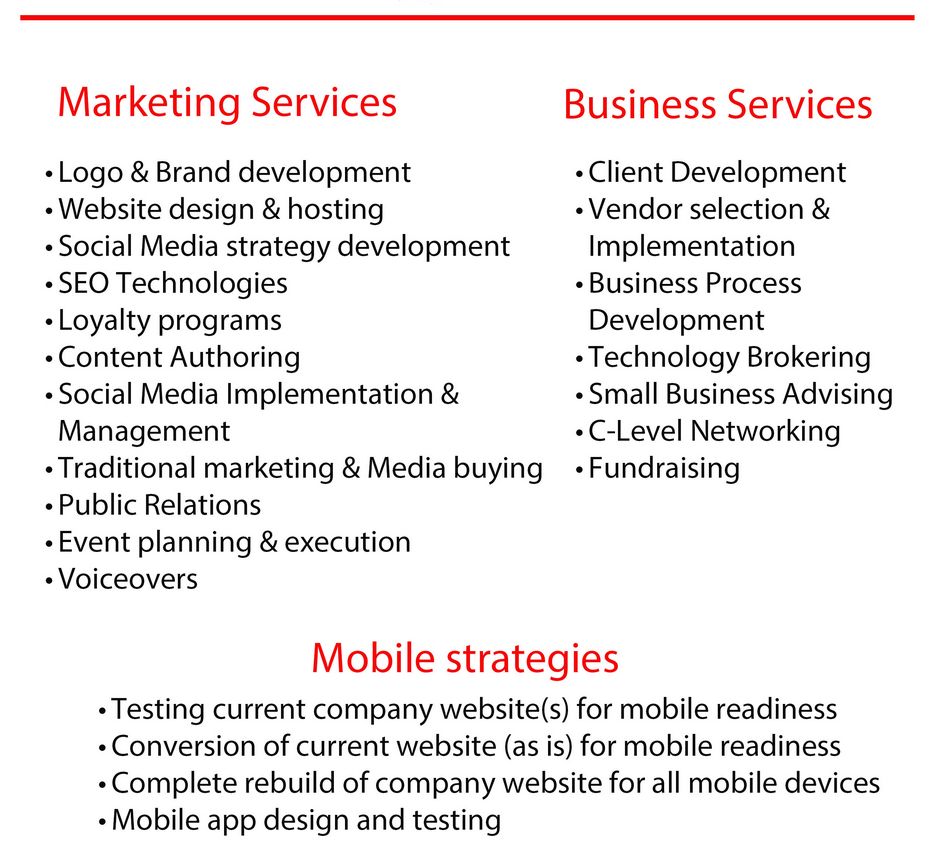 Marketing Services
• Logo & Brand development
• Website design & hosting
• Social Media strategy development
• SEO Technologies
• Loyalty programs
• Content Authoring
• Social Media Implementation &
Management
• Traditional marketing & Media buying
• Public Relations
• Event planning & execution
• Voiceovers
Business Services
• Client Development
• Vendor selection &
Implementation
• Business Process
Development
• Technology Brokering
• Small Business Advising
• C-Level Networking
• Fundraising
Mobile strategies
• Testing current company website(s) for mobile readiness
• Conversion of current website (as is) for mobile readiness
• Complete rebuild of company website for all mobile devices
• Mobile app design and testing